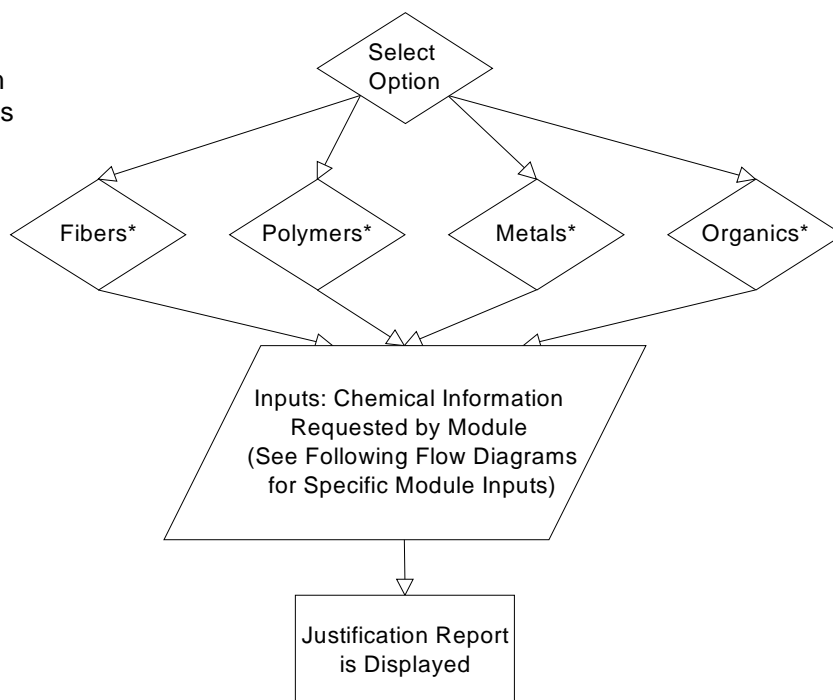 Select
Option
Fibers*
Polymers*
Metals*
Organics*
Inputs: Chemical Information
Requested by Module
(See Following Flow Diagrams
for Specific Module Inputs)
Justification Report
is Displayed